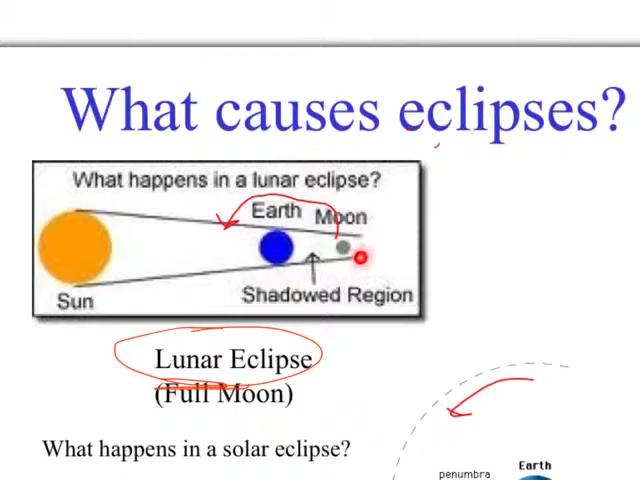 What causes eclipses?
What happens in a lunar eclipse?
Earth
Moon
Sun
Shadowed Region
Lunar Eclipse
(Full Moon)
What happens in a solar eclipse?
Earth
penumbra